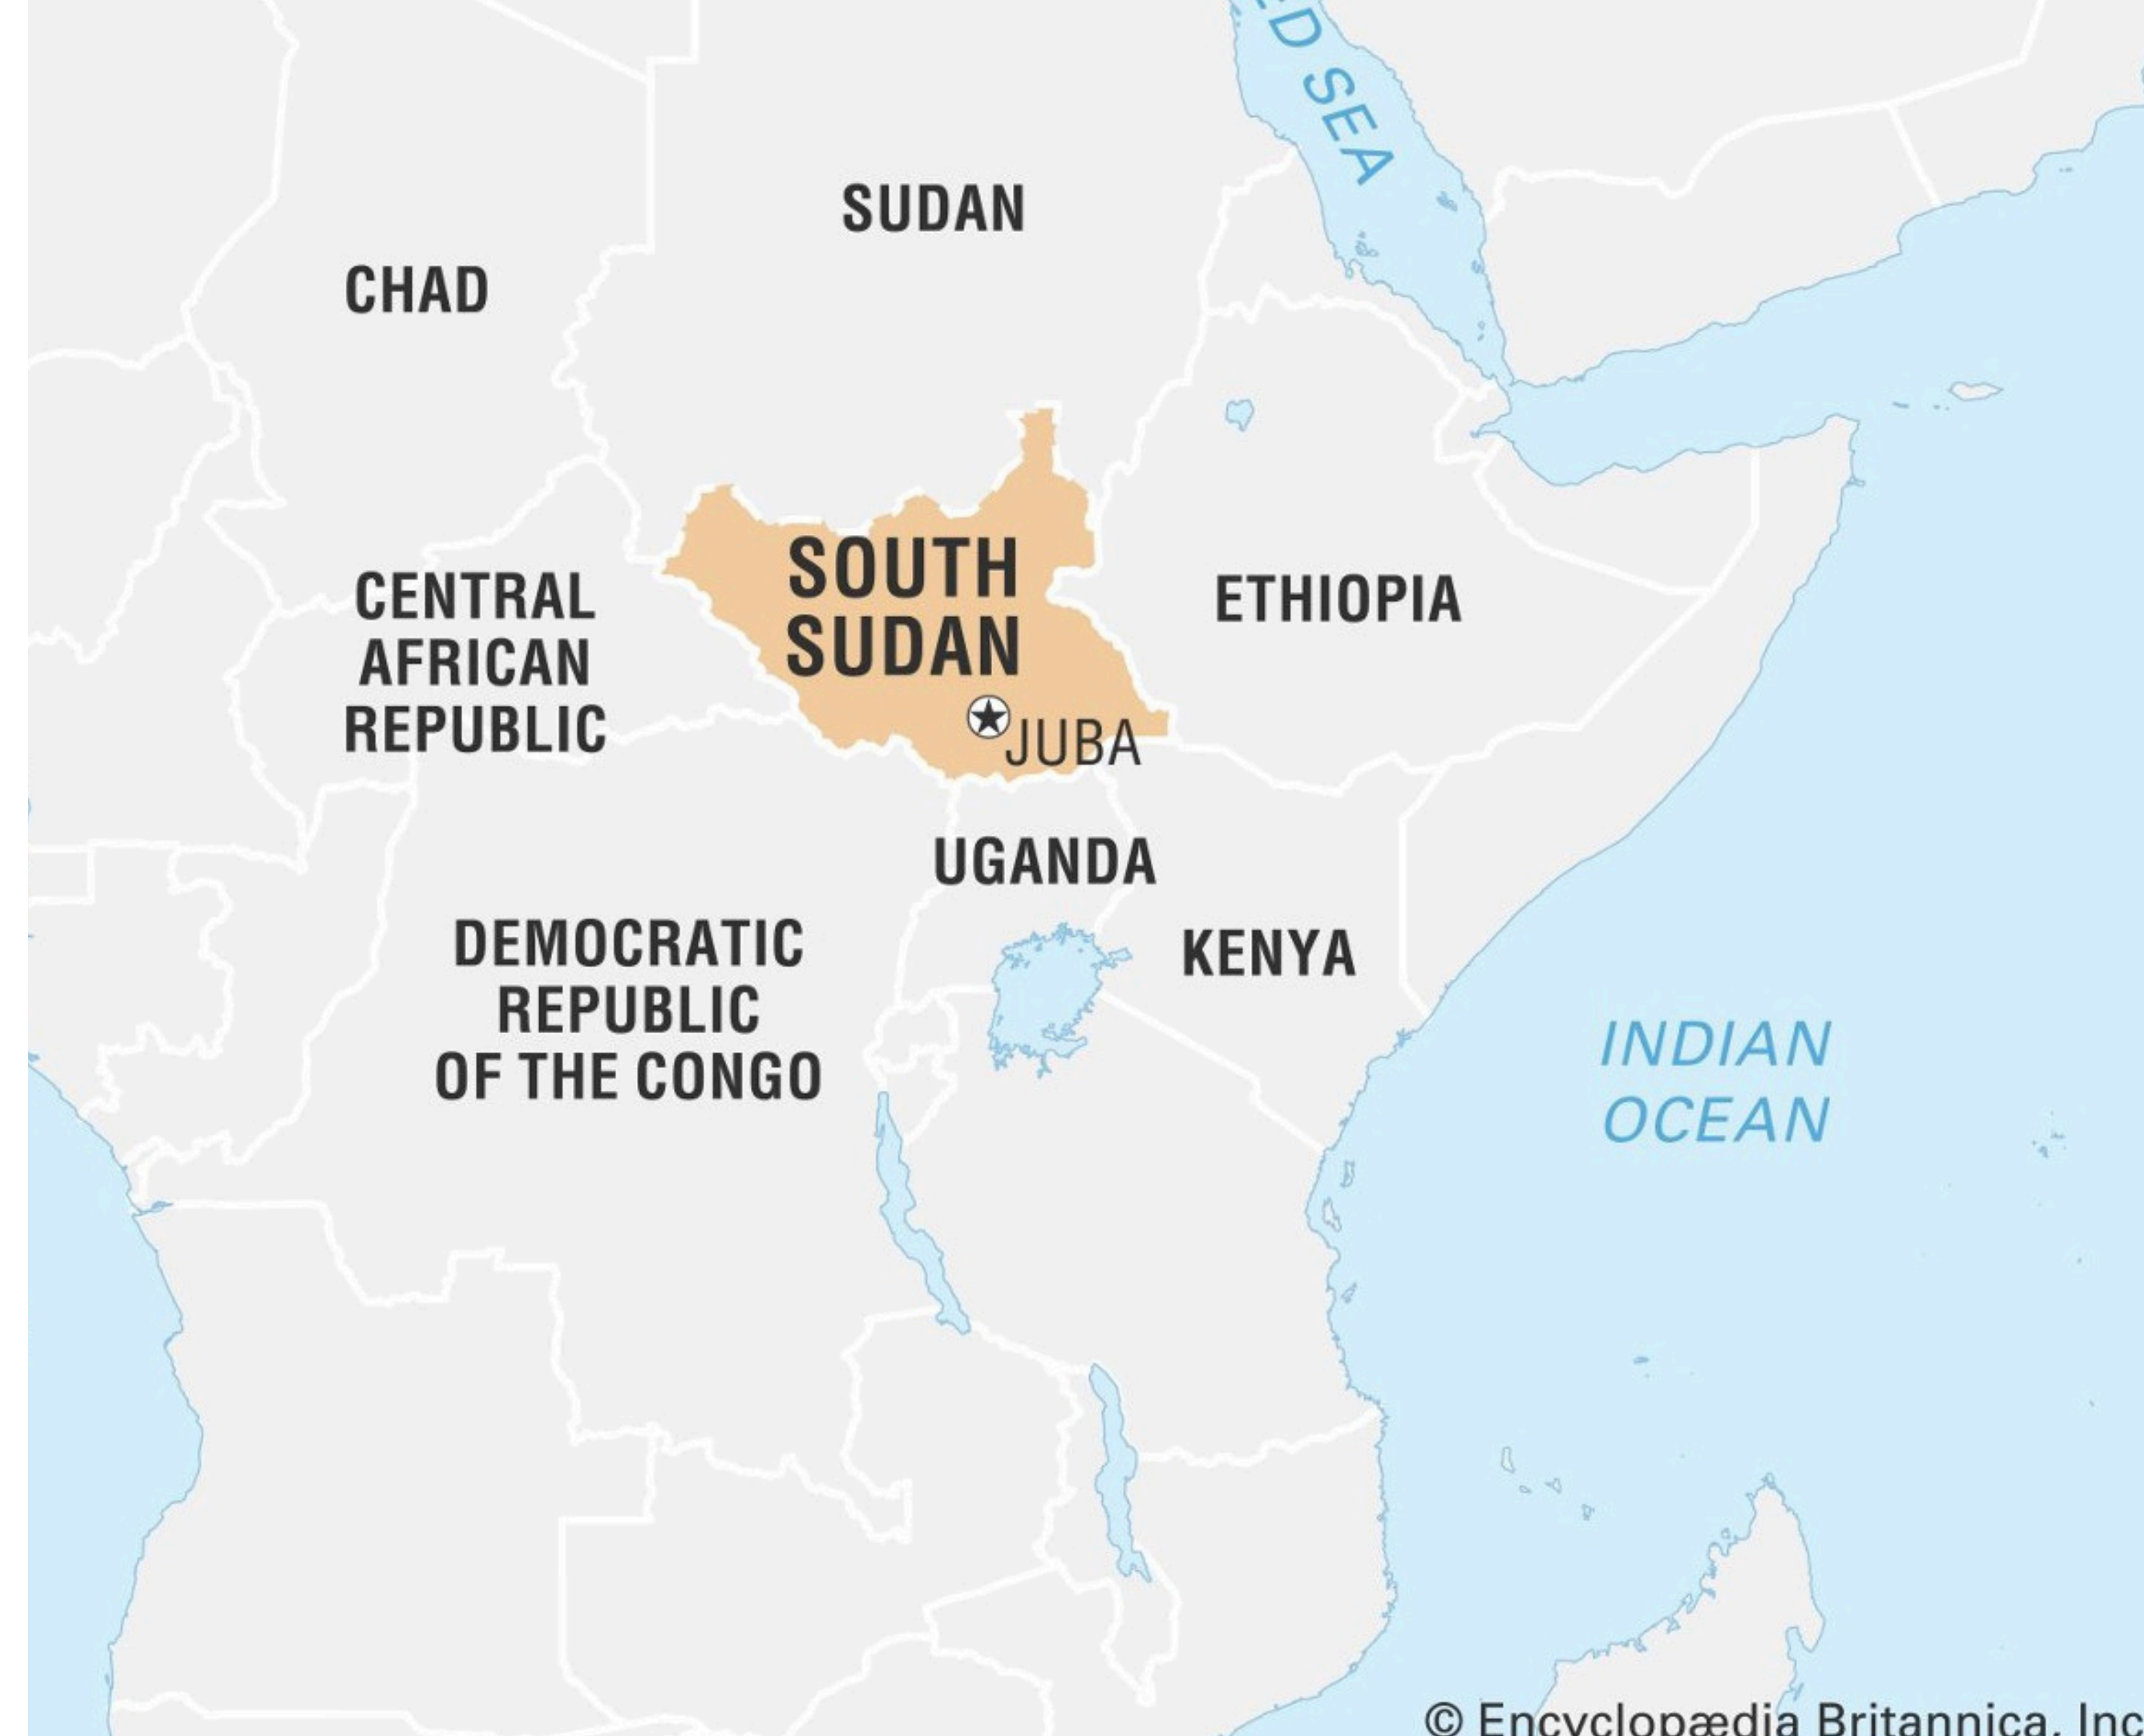 ED SEA
SUDAN
CHAD
SOUTH
SUDAN
JUBA
CENTRAL
AFRICAN
REPUBLIC
ETHIOPIA
UGANDA
KENYA
DEMOCRATIC
REPUBLIC
OF THE CONGO
INDIAN
OCEAN
© Encyclopædia Britannica, Inc